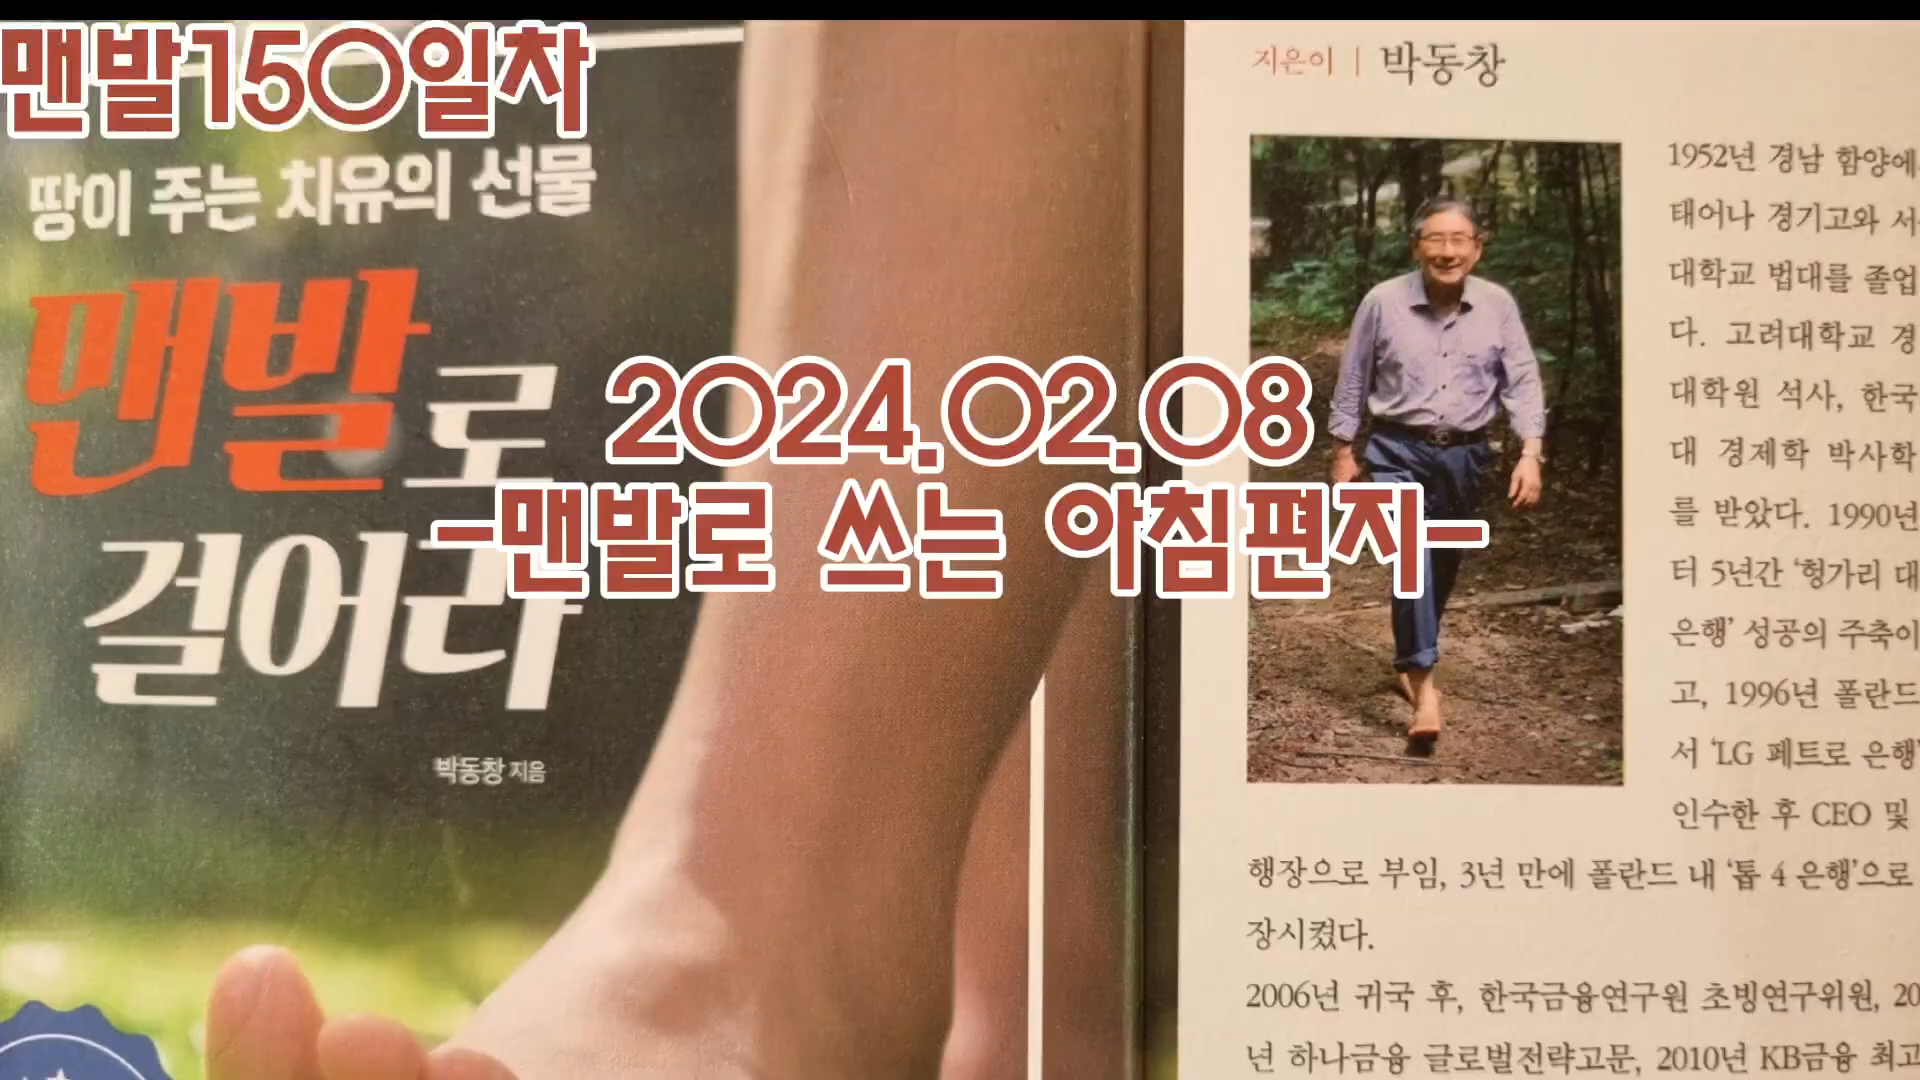 맨발150일차
땅이 주는 치유의 선물
맨발로
걸어라
박동창 지음
2024.02.08
-맨발로 쓰는 아침편지-
지은이 | 박동창
1952년 경남 함양에서
태어나 경기고와 서
대학교 법대를 졸업
다. 고려대학교 경
대학원 석사, 한국
대 경제학 박사학
를 받았다. 1990년
터 5년간 ‘헝가리 대
은행’ 성공의 주축이
고, 1996년 폴란드
서 ‘LG 페트로 은행’
인수한 후 CEO 및
행장으로 부임, 3년 만에 폴란드 내 ‘톱 4 은행’으로
장시켰다.
2006년 귀국 후, 한국금융연구원 초빙연구위원, 20
년 하나금융 글로벌전략고문, 2010년 KB금융 최고